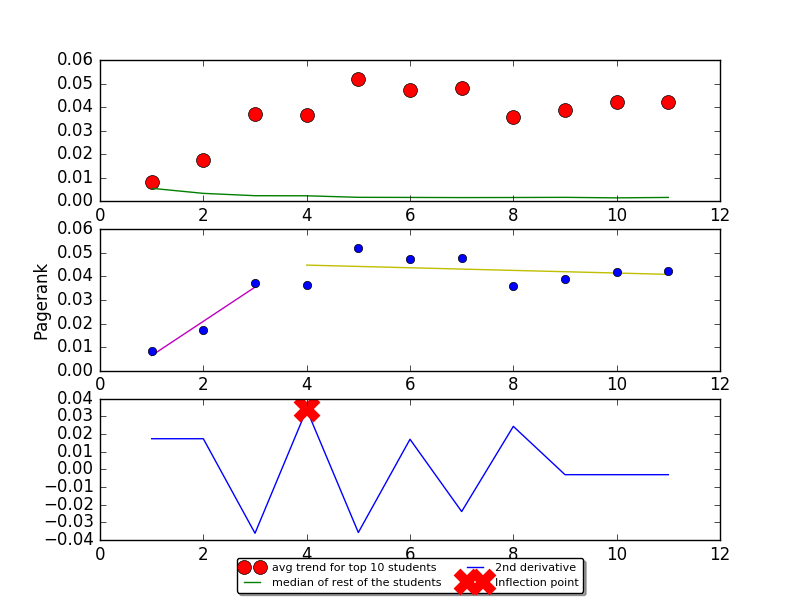 0.06
0.05
0.04
0.03
0.02
0.01
0.00
0 2 4 6 8 10 12
Pagerank
0.06
0.05
0.04
0.03
0.02
0.01
0.00
0 2 4 6 8 10 12
0.04
0.03
0.02
0.01
0.00
−0.01
−0.02
−0.03
−0.04
0 2 4 6 8 10 12
avg trend for top 10 students
median of rest of the students
2nd derivative
Inflection point